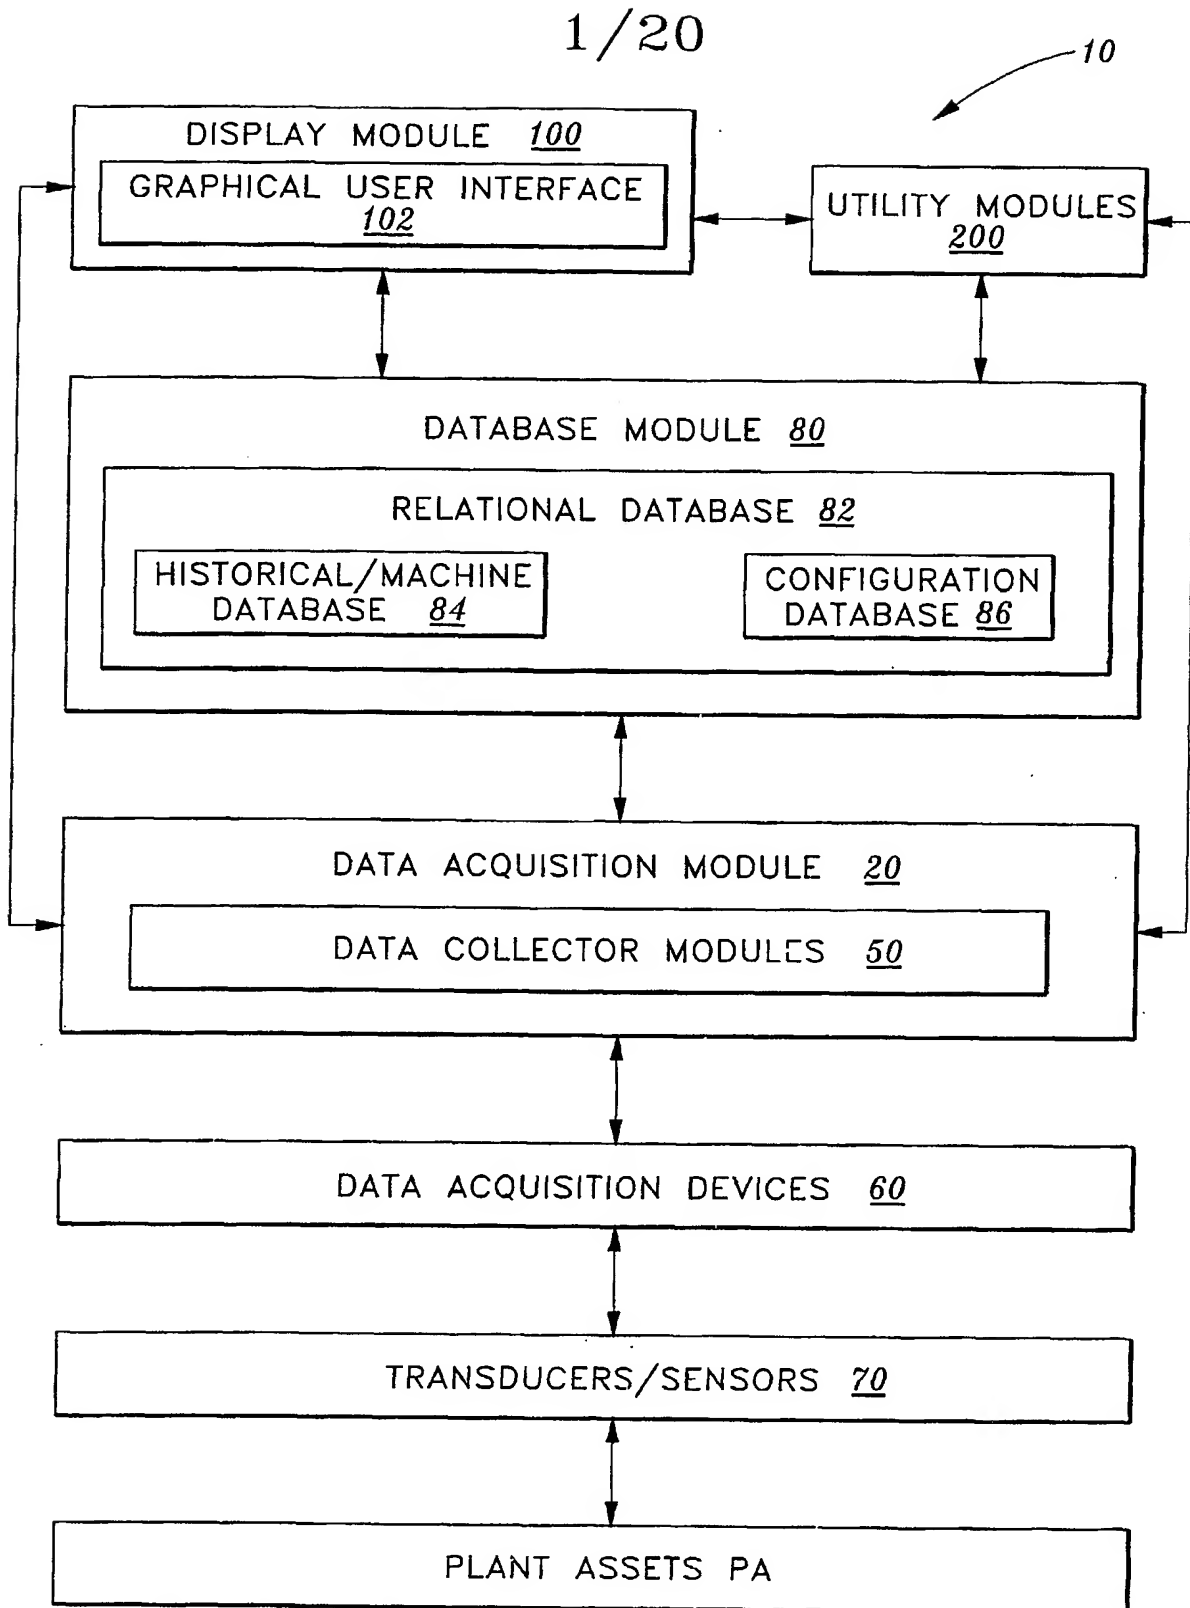 1/20
10
DISPLAY MODULE 100
GRAPHICAL USER INTERFACE
102
UTILITY MODULES
200
DATABASE MODULE 80
RELATIONAL DATABASE 82
HISTORICAL/MACHINE
DATABASE 84
CONFIGURATION
DATABASE 86
DATA ACQUISITION MODULE 20
DATA COLLECTOR MODULES 50
DATA ACQUISITION DEVICES 60
TRANSDUCERS/SENSORS 70
PLANT ASSETS PA